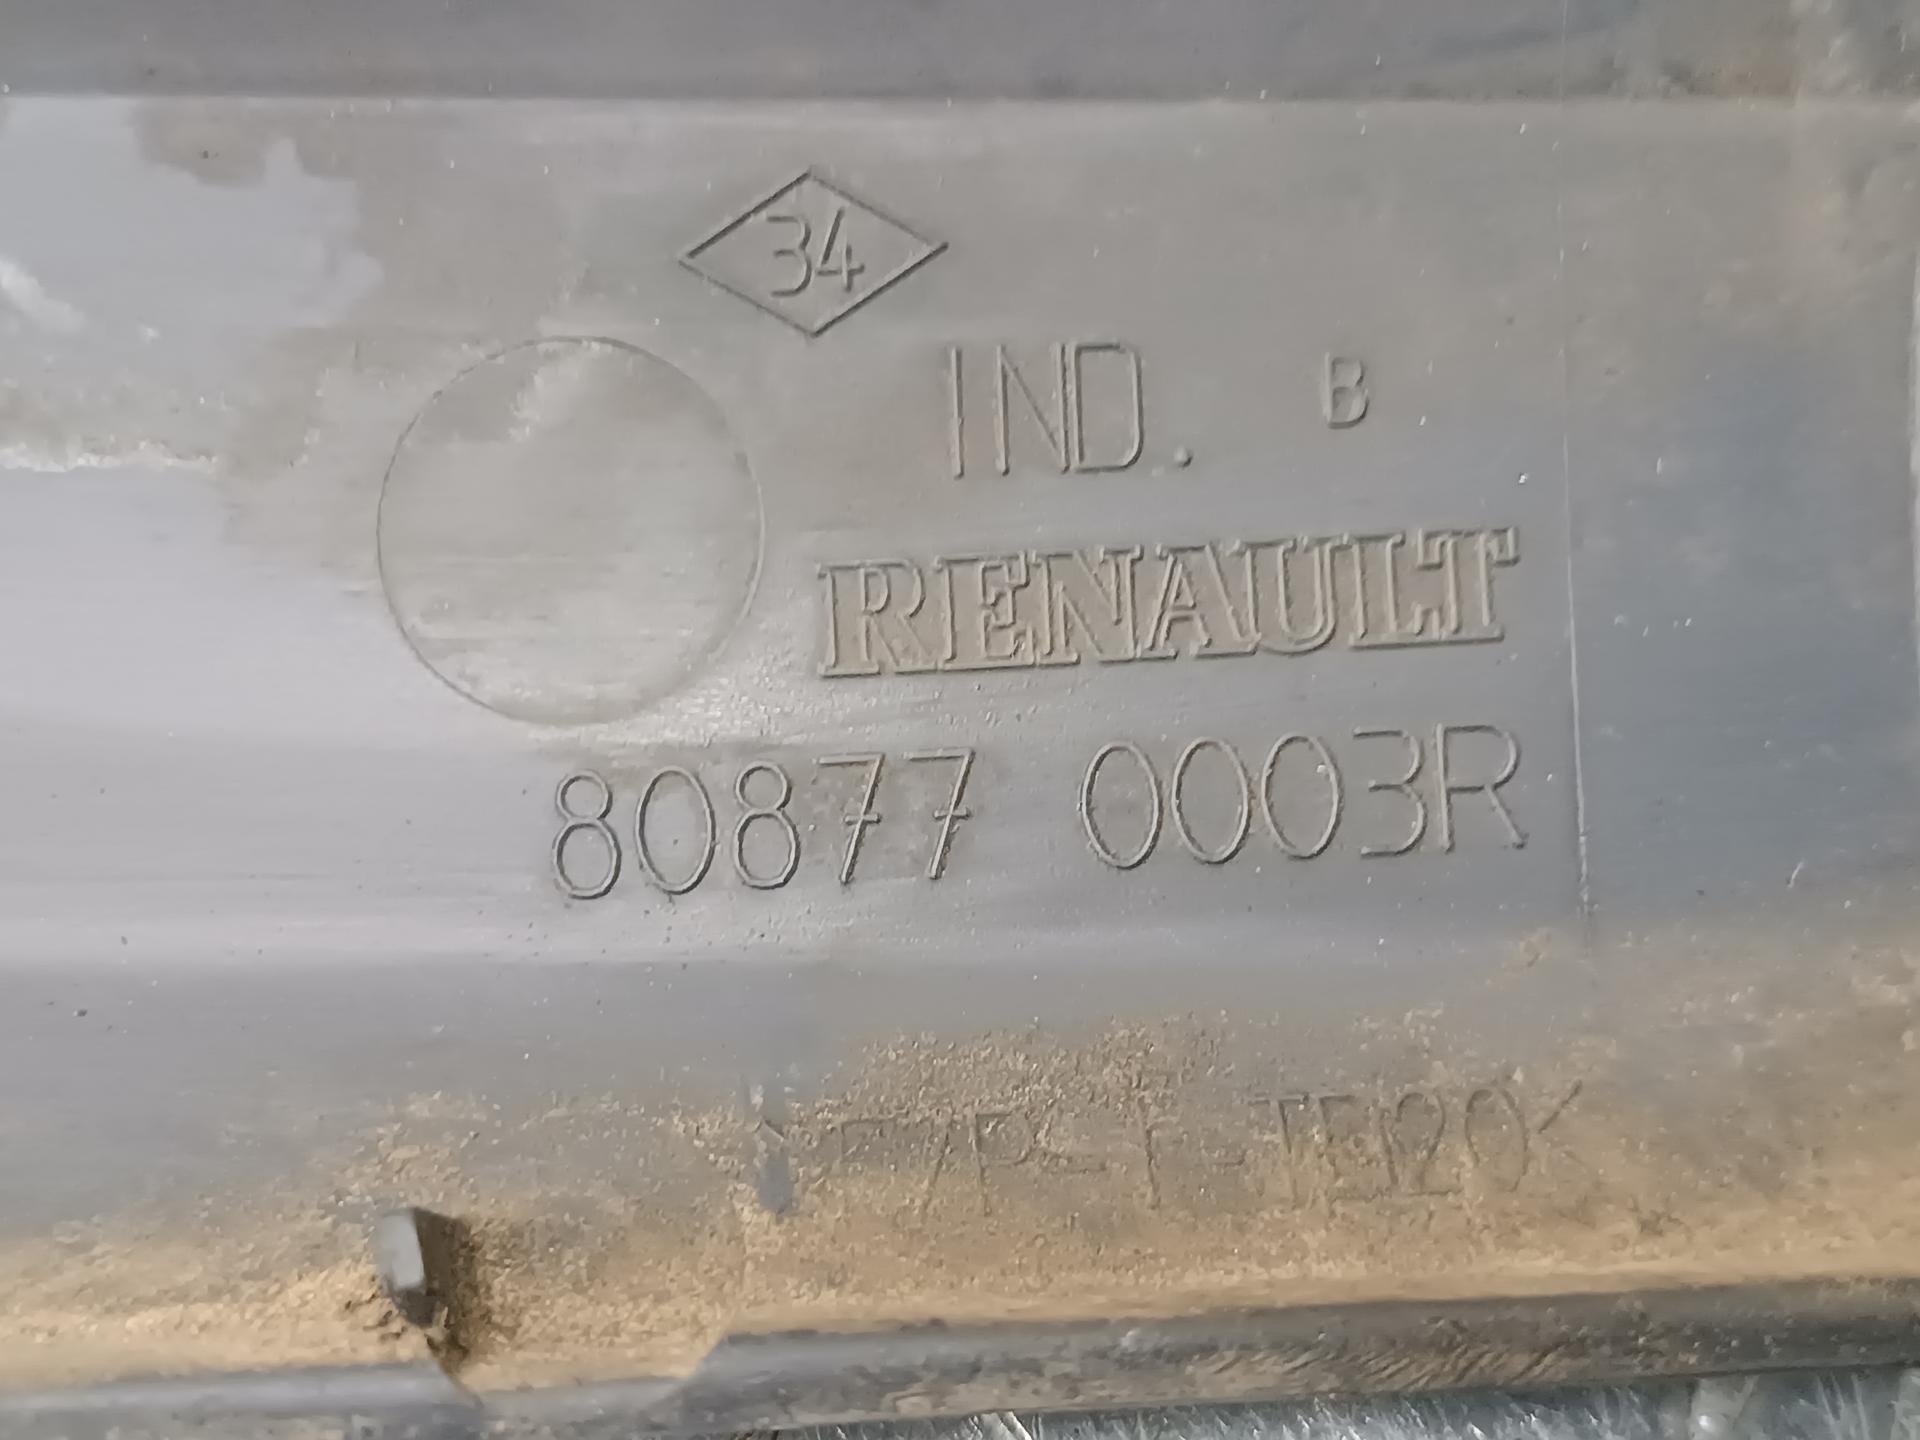 34
IND. B
RENAULT
80877 0003R